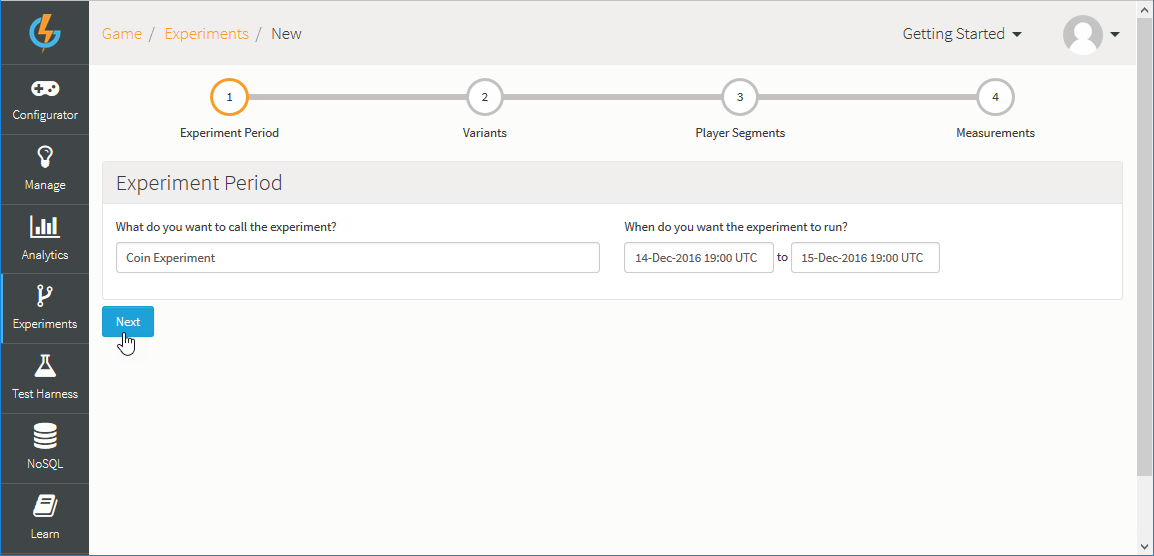 Game / Experiments / New
Getting Started
Configurator
Manage
Analytics
Experiments
Test Harness
NoSQL
Learn
1
2
3
4
Experiment Period
Variants
Player Segments
Measurements
Experiment Period
What do you want to call the experiment?
Coin Experiment
When do you want the experiment to run?
14-Dec-2016 19:00 UTC to 15-Dec-2016 19:00 UTC
Next